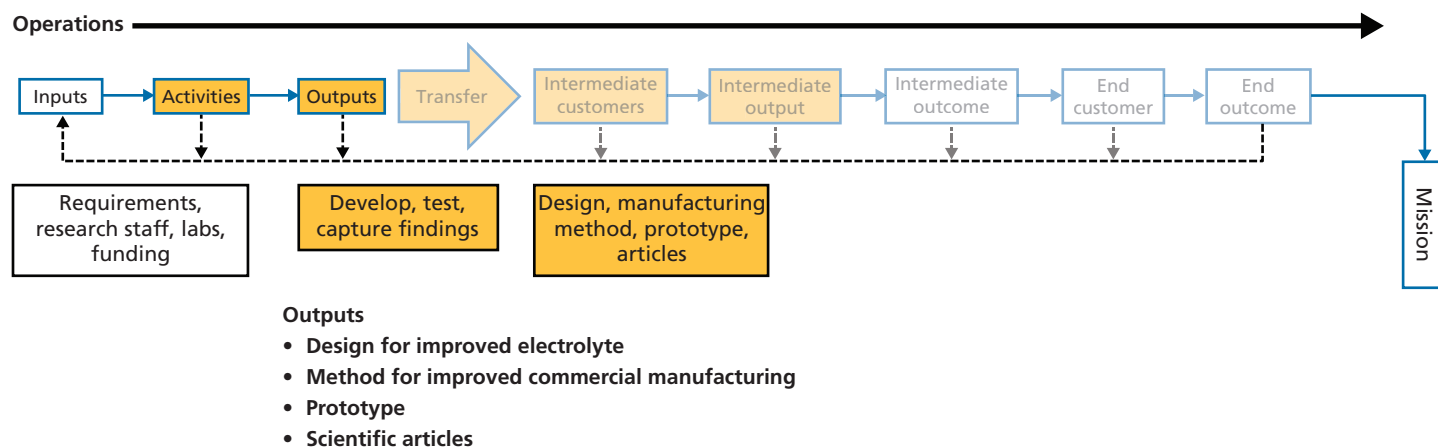 Operations
Inputs
Activities
Outputs
Transfer
Intermediate
customers
Intermediate
output
Intermediate
outcome
End
customer
End
outcome
Mission
Requirements,
research staff, labs,
funding
Develop, test,
capture findings
Design, manufacturing
method, prototype,
articles
Outputs
• Design for improved electrolyte
• Method for improved commercial manufacturing
• Prototype
• Scientific articles